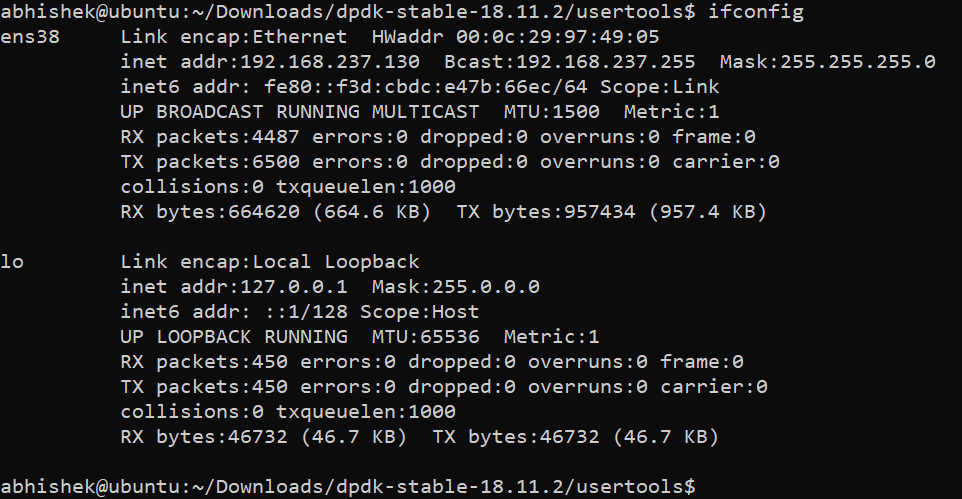 abhishek@ubuntu:~/Downloads/dpdk-stable-18.11.2/usertools$ ifconfig
ens38     Link encap:Ethernet  HWaddr 00:0c:29:97:49:05
          inet addr:192.168.237.130  Bcast:192.168.237.255  Mask:255.255.255.0
          inet6 addr: fe80::f3d:cbdc:e47b:66ec/64 Scope:Link
          UP BROADCAST RUNNING MULTICAST  MTU:1500  Metric:1
          RX packets:4487 errors:0 dropped:0 overruns:0 frame:0
          TX packets:6500 errors:0 dropped:0 overruns:0 carrier:0
          collisions:0 txqueuelen:1000
          RX bytes:664620 (664.6 KB)  TX bytes:957434 (957.4 KB)

lo        Link encap:Local Loopback
          inet addr:127.0.0.1  Mask:255.0.0.0
          inet6 addr: ::1/128 Scope:Host
          UP LOOPBACK RUNNING  MTU:65536  Metric:1
          RX packets:450 errors:0 dropped:0 overruns:0 frame:0
          TX packets:450 errors:0 dropped:0 overruns:0 carrier:0
          collisions:0 txqueuelen:1000
          RX bytes:46732 (46.7 KB)  TX bytes:46732 (46.7 KB)

abhishek@ubuntu:~/Downloads/dpdk-stable-18.11.2/usertools$